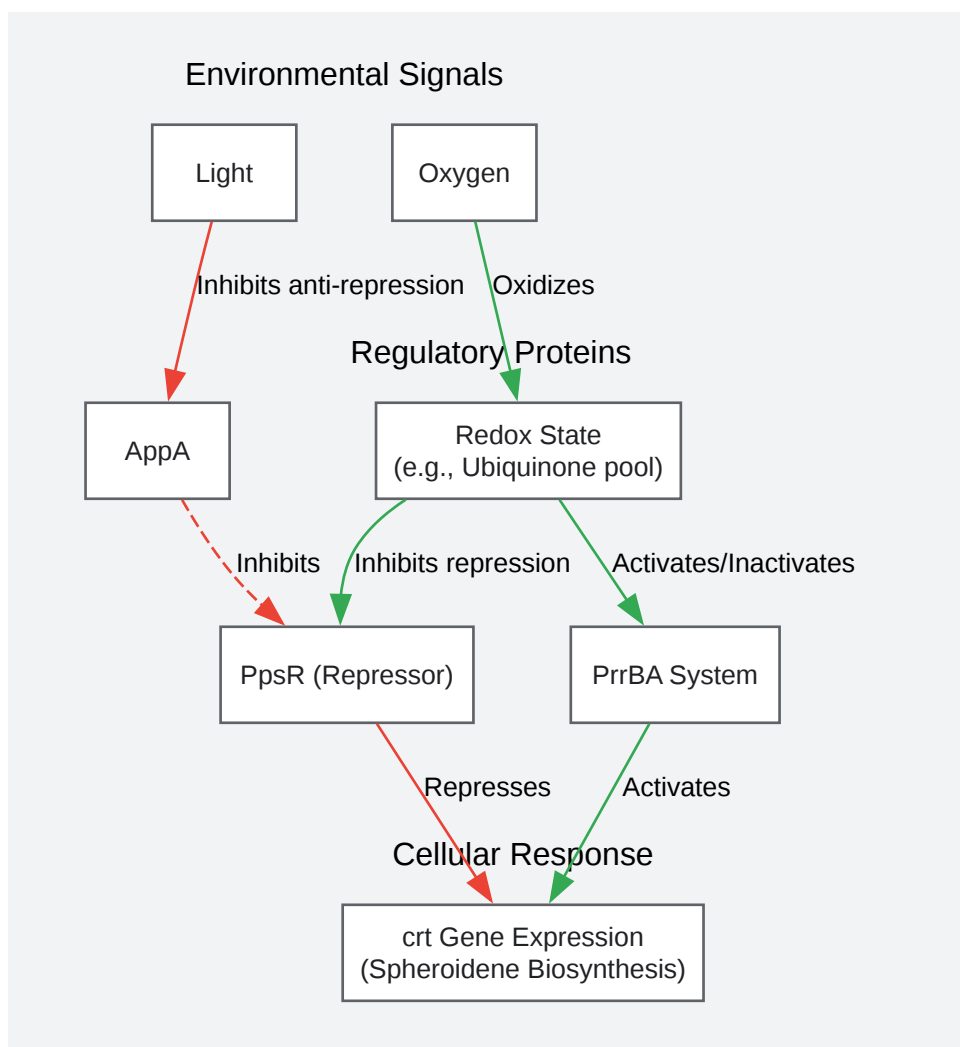 Environmental Signals
Light
Oxygen
Inhibits anti-repression
Oxidizes
Regulatory Proteins
AppA
Redox State
(e.g., Ubiquinone pool)
Inhibits
Inhibits repression
Activates/Inactivates
PpsR (Repressor)
PrrBA System
Represses
Activates
Cellular Response
crt Gene Expression
(Spheroidene Biosynthesis)